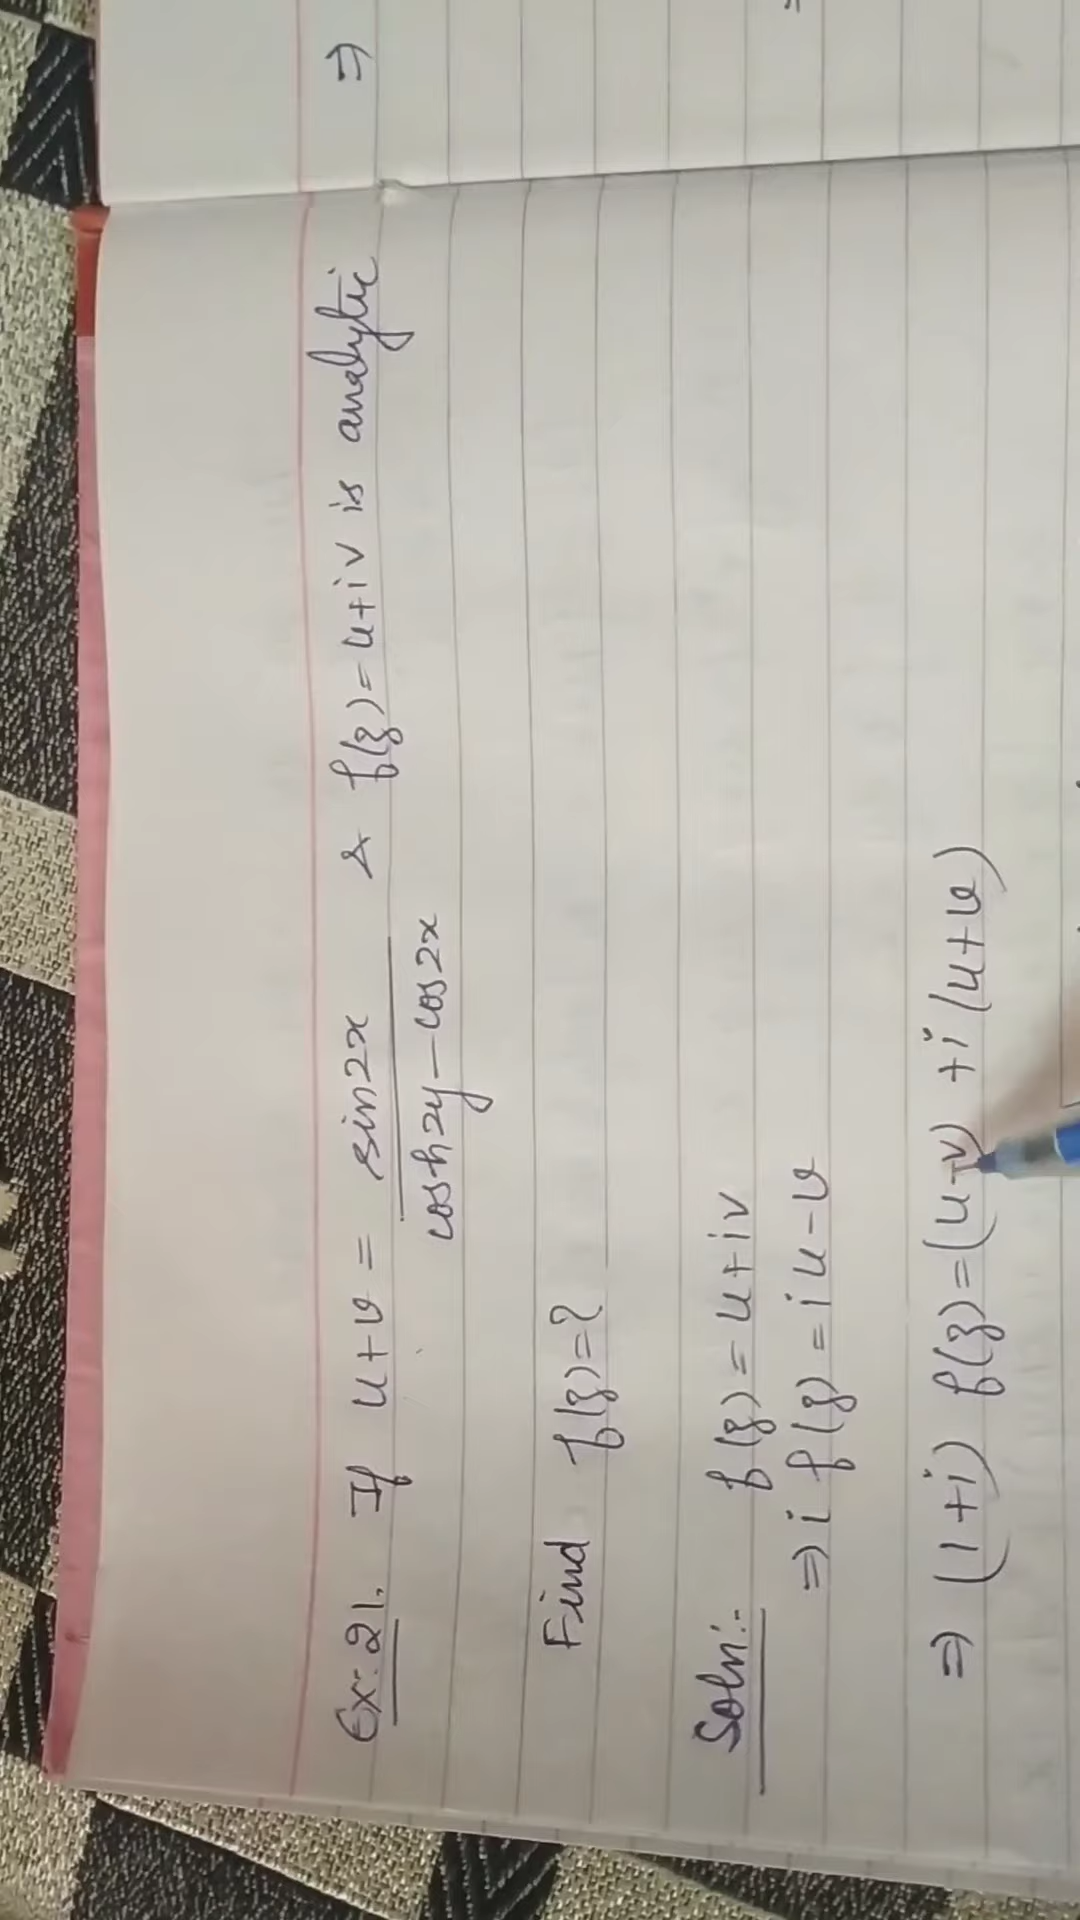 Ex:-21. If u+v = sin2x / cosh2y-cos2x & f(z)=u+iv is analytic
Find f(z)=?
Soln:- f(z) = u+iv
⇒ i f(z) = iu-v
⇒ (1+i) f(z)=(u-v) +i(u+v)
⇒